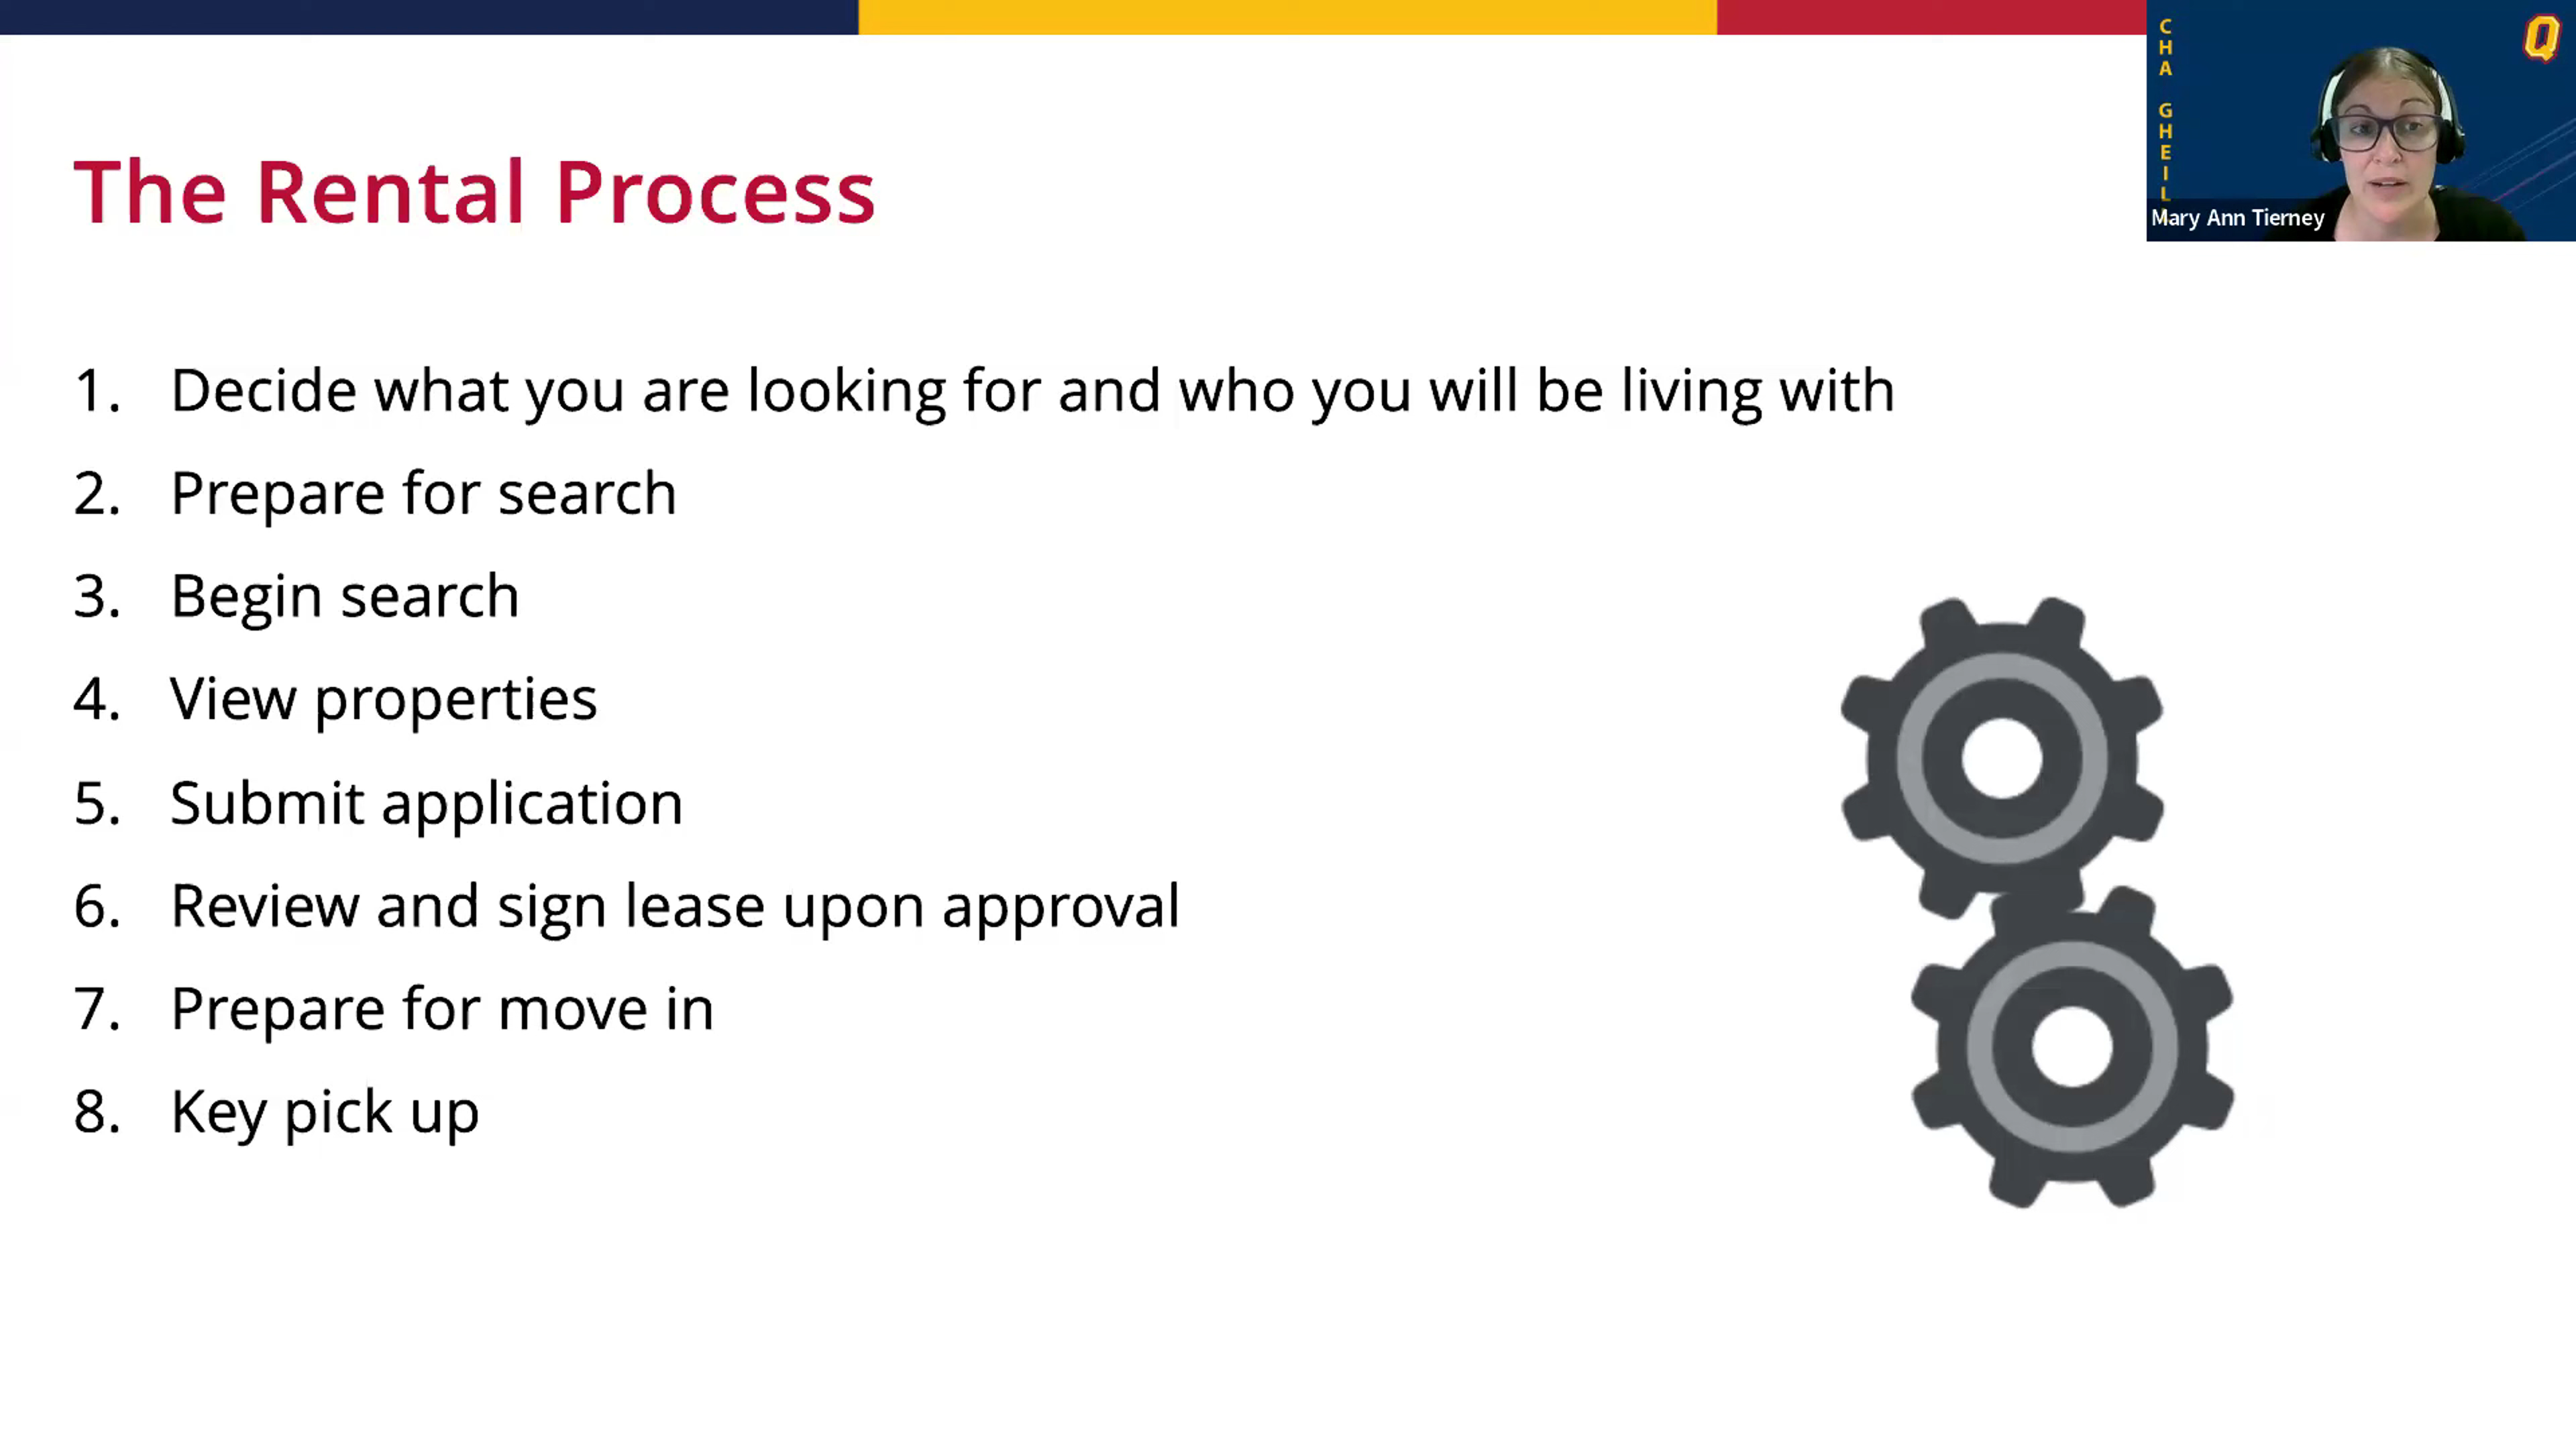 The Rental Process
1. Decide what you are looking for and who you will be living with
2. Prepare for search
3. Begin search
4. View properties
5. Submit application
6. Review and sign lease upon approval
7. Prepare for move in
8. Key pick up
CHA
GHEIL
Q
Mary Ann Tierney